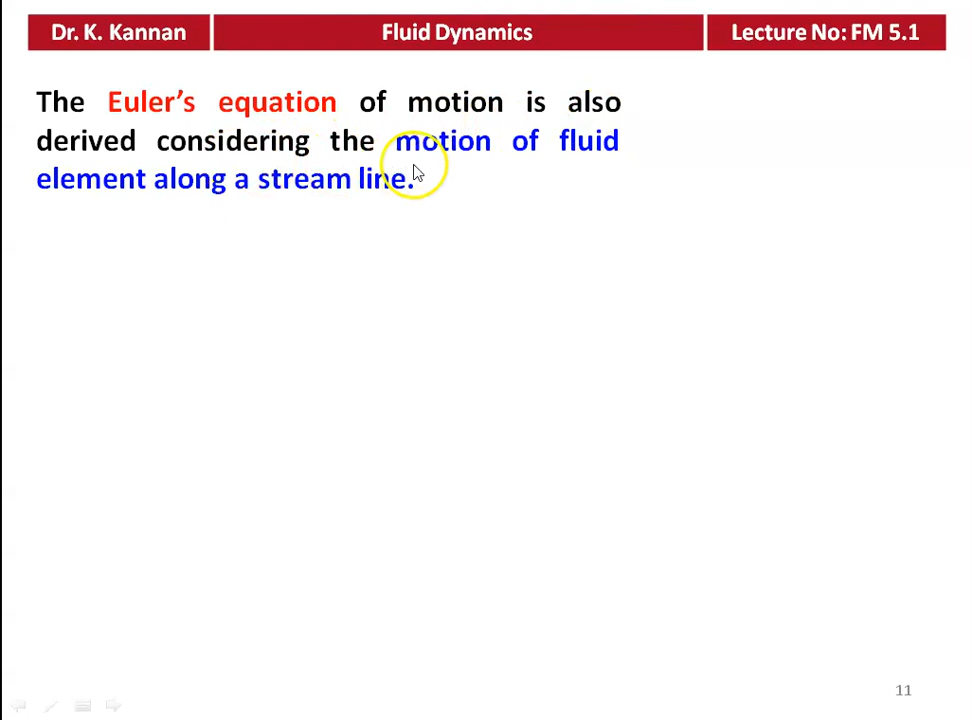 Dr. K. Kannan
Fluid Dynamics
Lecture No: FM 5.1
The Euler’s equation of motion is also
derived considering the motion of fluid
element along a stream line.
11